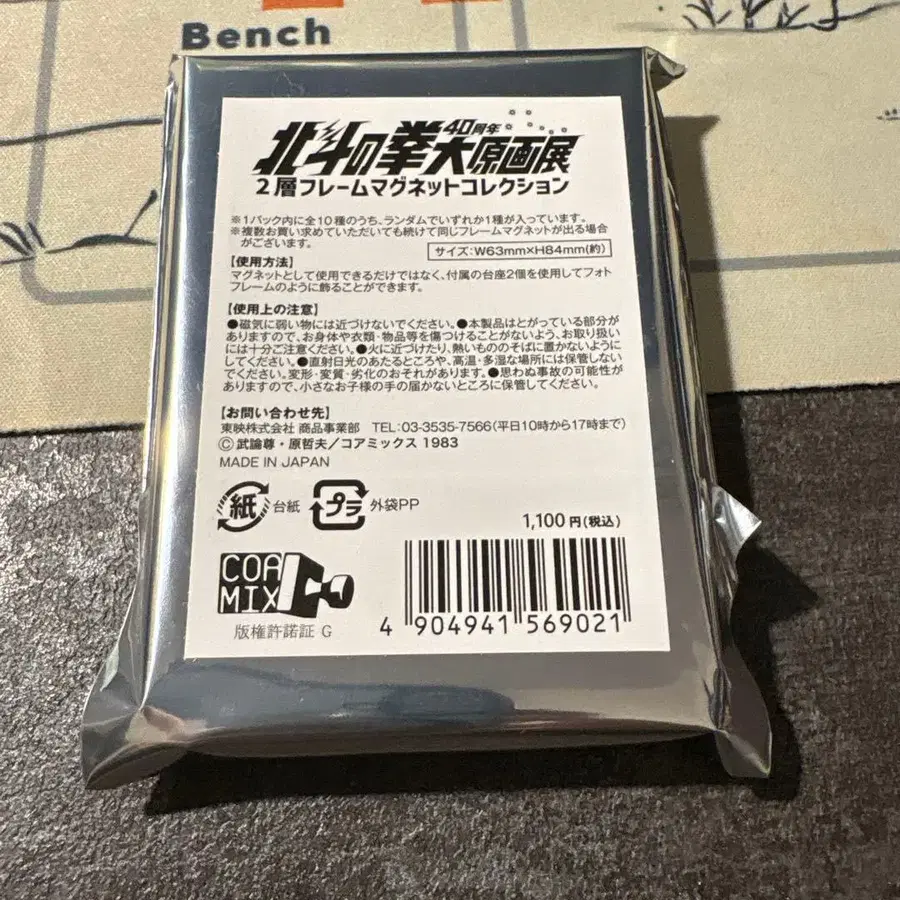 Bench
北斗の拳 40周年 大原画展
2層フレームマグネットコレクション
※1パック内に全10種のうち、ランダムでいずれか1種が入っています。
※複数お買い求めていただいても続けて同じフレームマグネットが出る場合
がございます。
サイズ:W63mm×H84mm(約)
【使用方法】
マグネットとして使用できるだけではなく、付属の台座2個を使用してフォト
フレームのように飾ることができます。
【使用上の注意】
●磁気に弱い物には近づけないでください。●本製品はとがっている部分が
ありますので、お身体や衣類・物品等を傷つけることがないよう、お取り扱い
には十分ご注意ください。●火に近づけたり、熱いもののそばに置かないように
してください。●直射日光のあたるところや、高温・多湿な場所には保管しない
でください。変形・変質・劣化のおそれがあります。●思わぬ事故の可能性が
ありますので、小さなお子様の手の届かないところに保管してください。
【お問い合わせ先】
東映株式会社 商品事業部 TEL:03-3535-7566(平日10時から17時まで)
© 武論尊・原哲夫/コアミックス 1983
MADE IN JAPAN
紙 台紙 プラ 外袋PP
1,100円(税込)
COA
MIX
版権許諾証 G
4 904941 569021